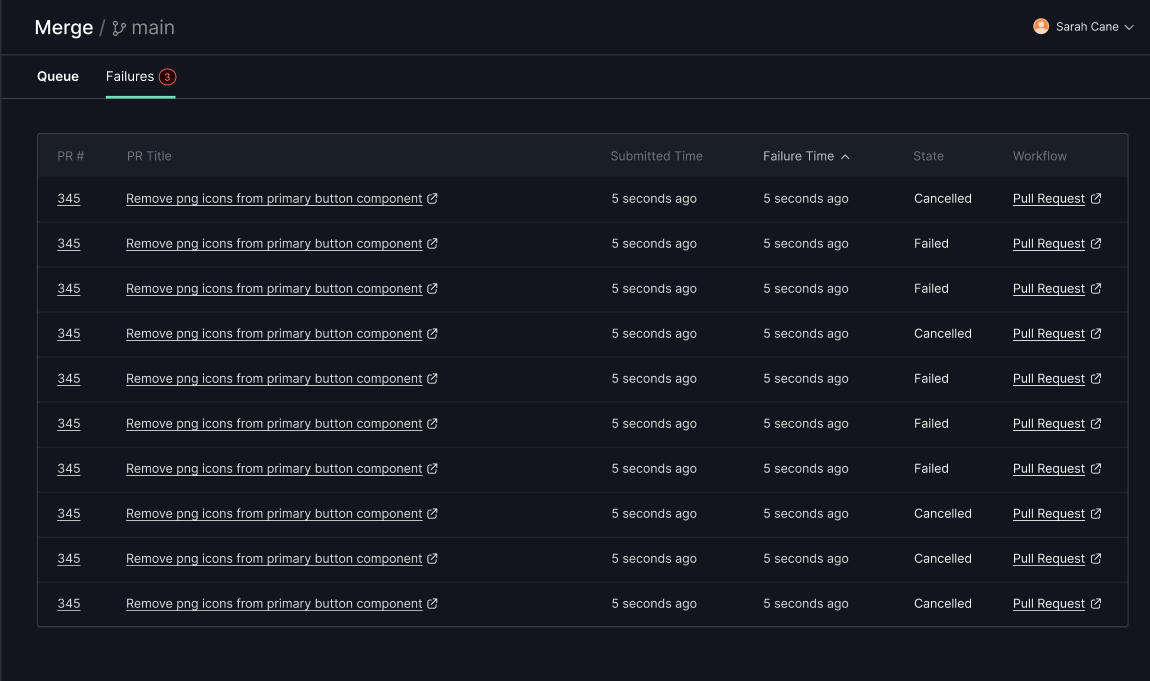 Merge / main
Sarah Cane
Queue Failures 3
PR # PR Title Submitted Time Failure Time State Workflow
345 Remove png icons from primary button component 5 seconds ago 5 seconds ago Cancelled Pull Request
345 Remove png icons from primary button component 5 seconds ago 5 seconds ago Failed Pull Request
345 Remove png icons from primary button component 5 seconds ago 5 seconds ago Failed Pull Request
345 Remove png icons from primary button component 5 seconds ago 5 seconds ago Cancelled Pull Request
345 Remove png icons from primary button component 5 seconds ago 5 seconds ago Failed Pull Request
345 Remove png icons from primary button component 5 seconds ago 5 seconds ago Failed Pull Request
345 Remove png icons from primary button component 5 seconds ago 5 seconds ago Failed Pull Request
345 Remove png icons from primary button component 5 seconds ago 5 seconds ago Cancelled Pull Request
345 Remove png icons from primary button component 5 seconds ago 5 seconds ago Cancelled Pull Request
345 Remove png icons from primary button component 5 seconds ago 5 seconds ago Cancelled Pull Request